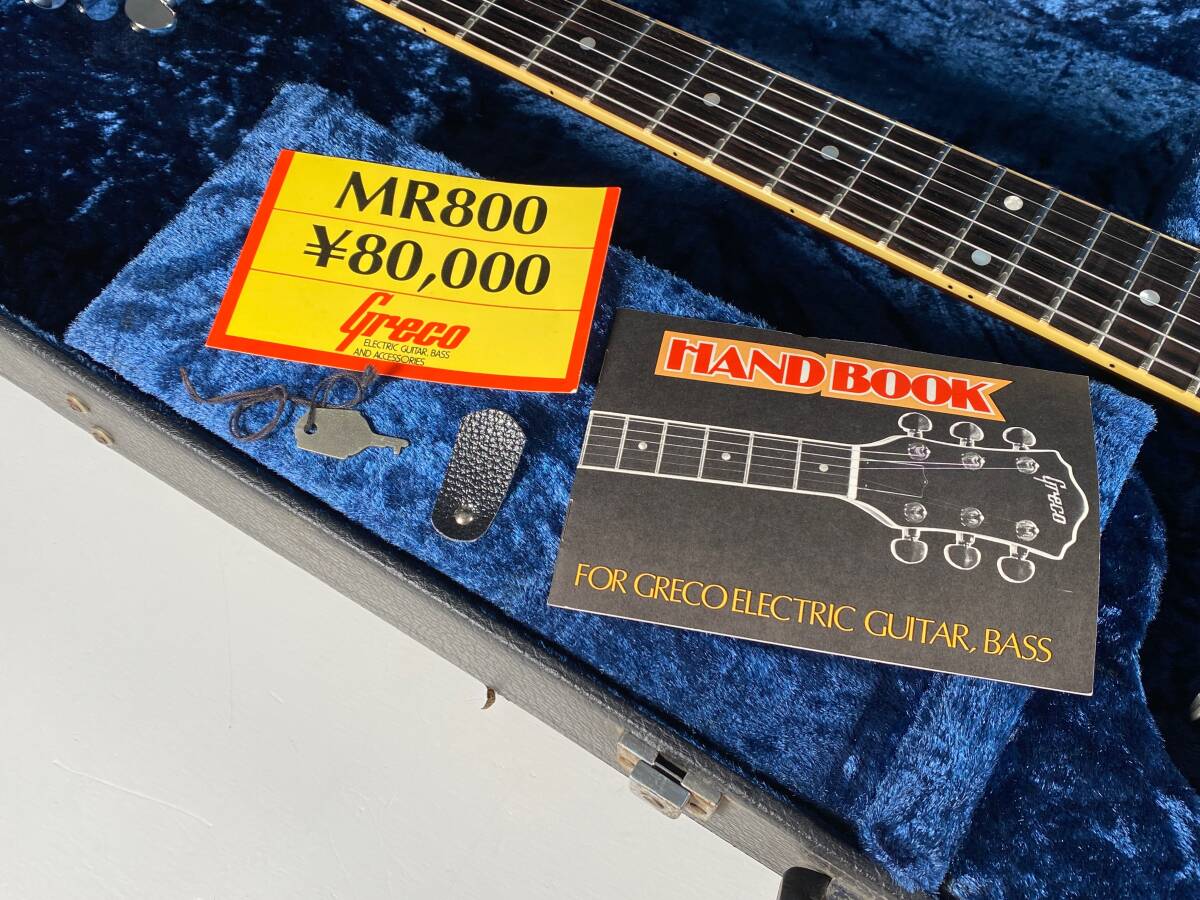 MR800
¥80,000
Greco
ELECTRIC GUITAR, BASS
AND ACCESSORIES
HAND BOOK
Greco
FOR GRECO ELECTRIC GUITAR, BASS